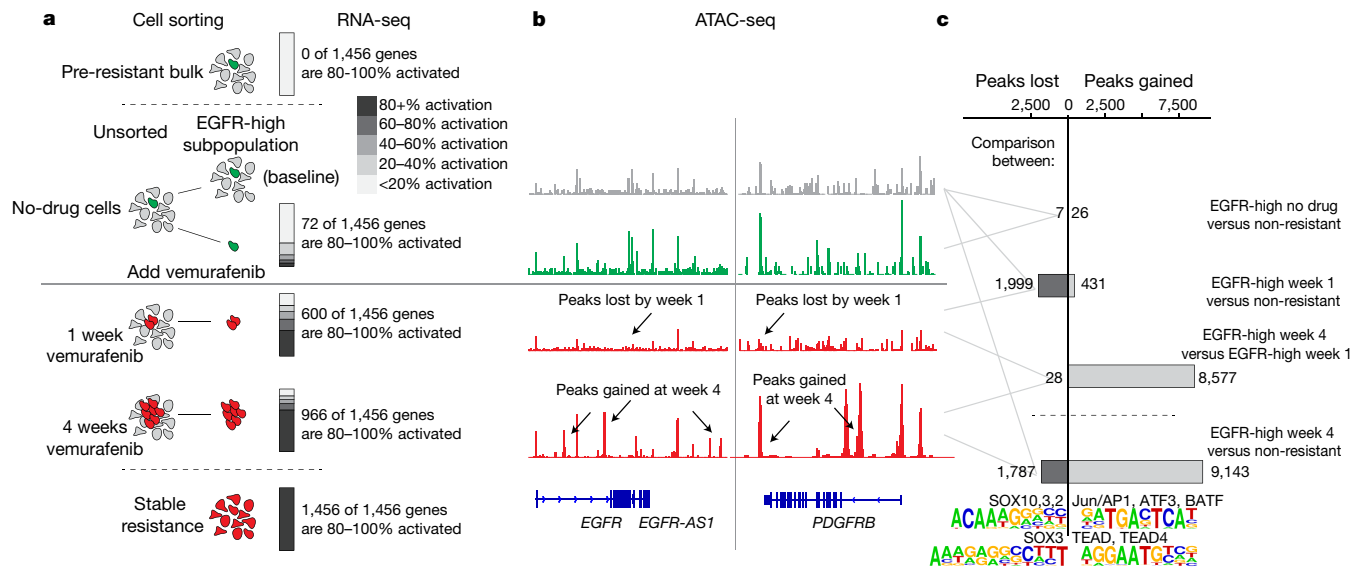 a
Cell sorting
RNA-seq
Pre-resistant bulk
0 of 1,456 genes
are 80-100% activated
80+% activation
60–80% activation
40–60% activation
20–40% activation
<20% activation
Unsorted
EGFR-high
subpopulation
(baseline)
No-drug cells
72 of 1,456 genes
are 80–100% activated
Add vemurafenib
1 week
vemurafenib
600 of 1,456 genes
are 80–100% activated
4 weeks
vemurafenib
966 of 1,456 genes
are 80–100% activated
Stable
resistance
1,456 of 1,456 genes
are 80–100% activated
b
ATAC-seq
Peaks lost by week 1
Peaks lost by week 1
Peaks gained at week 4
Peaks gained
at week 4
EGFR
EGFR-AS1
PDGFRB
c
Peaks lost
Peaks gained
2,500
0
2,500
7,500
Comparison
between:
7
26
EGFR-high no drug
versus non-resistant
1,999
431
EGFR-high week 1
versus non-resistant
28
8,577
EGFR-high week 4
versus EGFR-high week 1
1,787
9,143
EGFR-high week 4
versus non-resistant
SOX10,3,2
Jun/AP1, ATF3, BATF
SOX3
TEAD, TEAD4